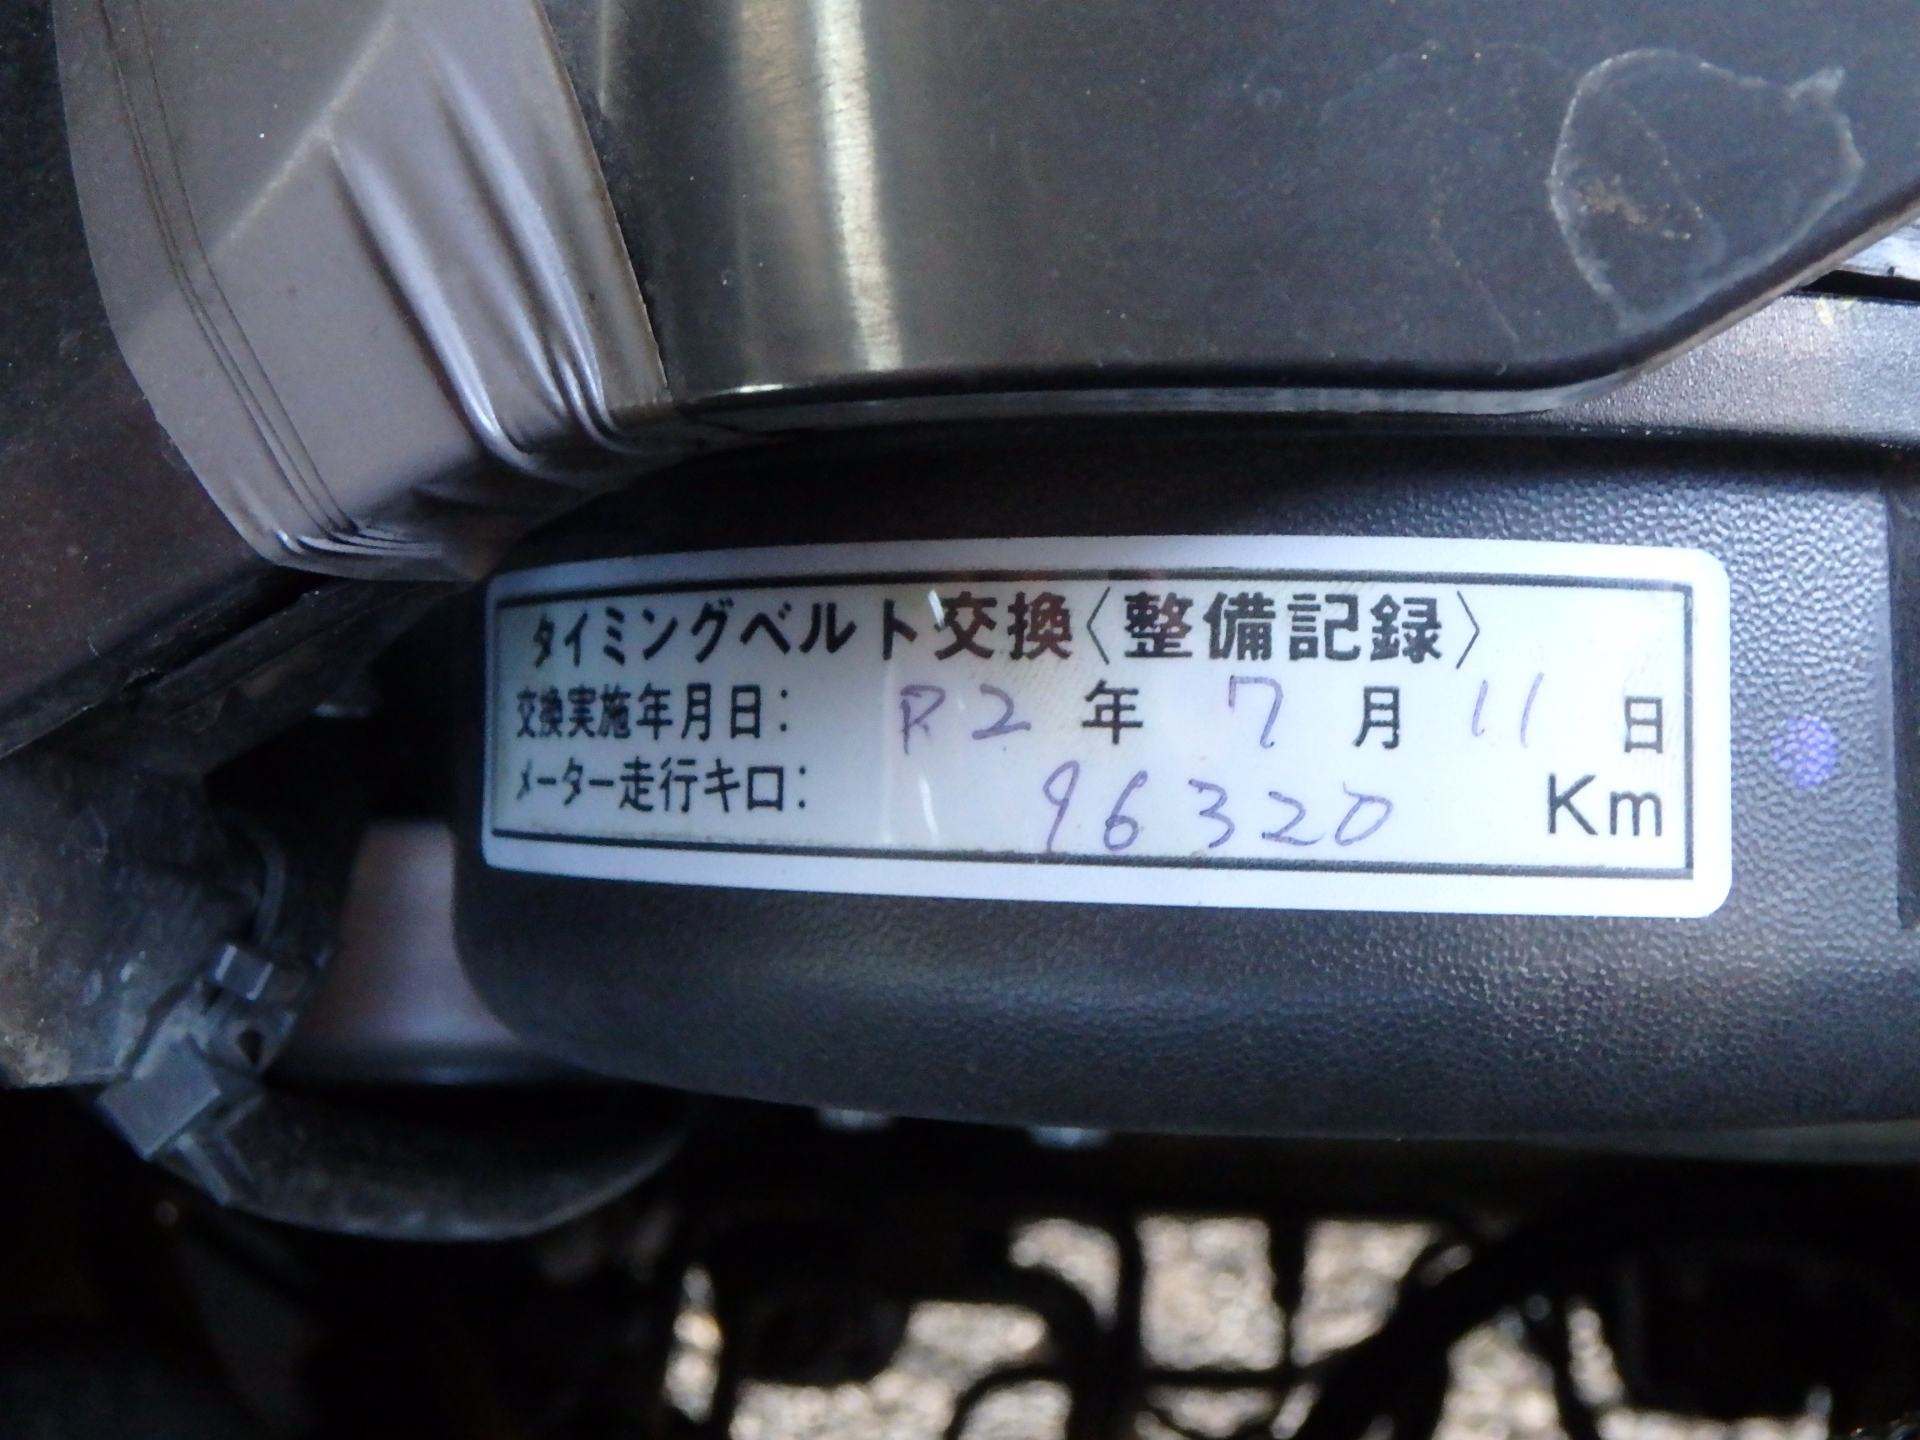 タイミングベルト交換〈整備記録〉
交換実施年月日: R2 年 7 月 11 日
メーター走行キロ: 96320 Km